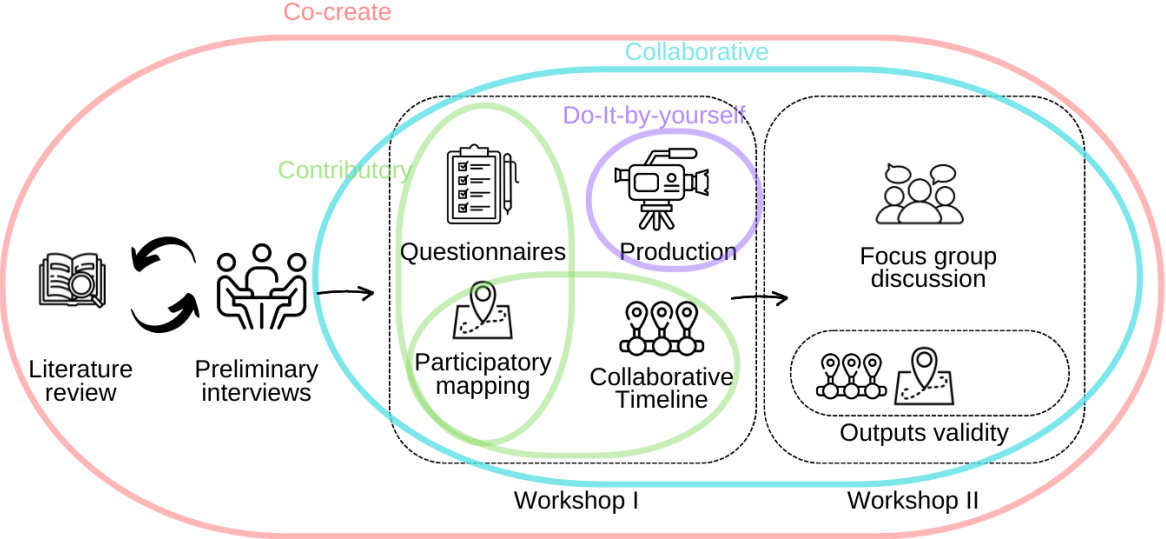 Co-create
Collaborative
Do-It-by-yourself
Contributory
Questionnaires
Production
Focus group
discussion
Literature
review
Preliminary
interviews
Participatory
mapping
Collaborative
Timeline
Outputs validity
Workshop I
Workshop II